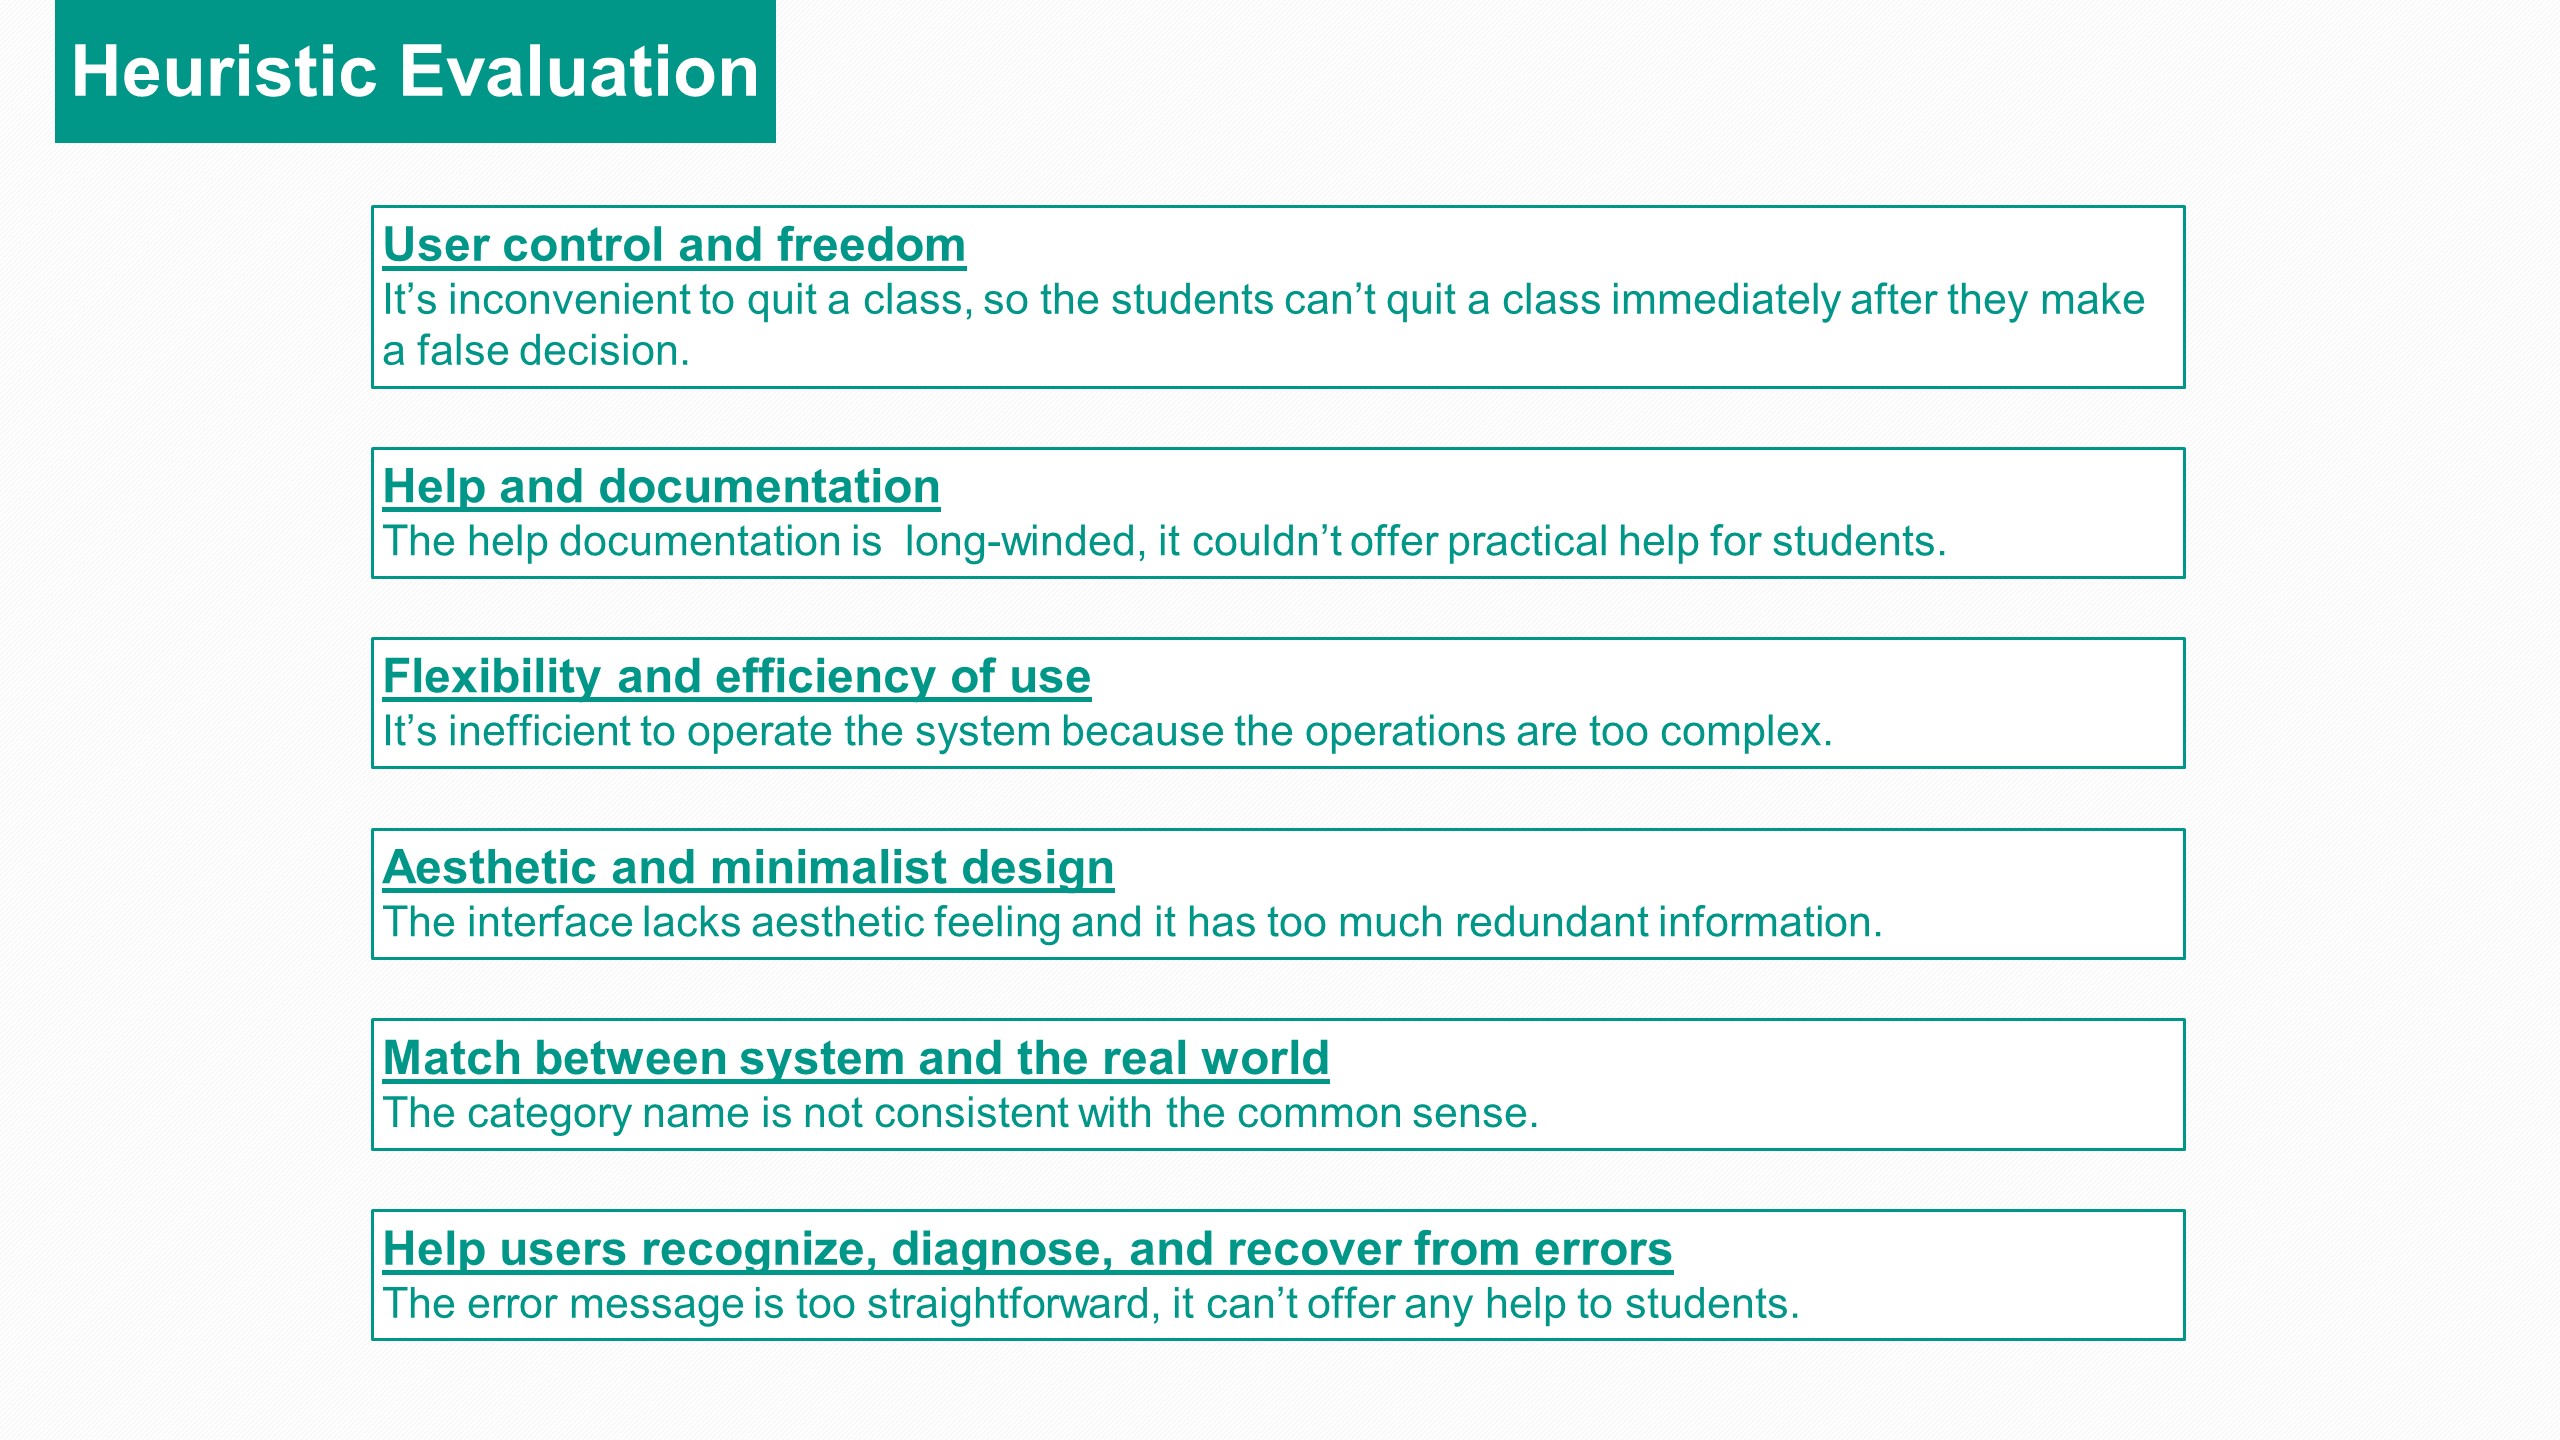 Heuristic Evaluation
User control and freedom
It’s inconvenient to quit a class, so the students can’t quit a class immediately after they make
a false decision.
Help and documentation
The help documentation is  long-winded, it couldn’t offer practical help for students.
Flexibility and efficiency of use
It’s inefficient to operate the system because the operations are too complex.
Aesthetic and minimalist design
The interface lacks aesthetic feeling and it has too much redundant information.
Match between system and the real world
The category name is not consistent with the common sense.
Help users recognize, diagnose, and recover from errors
The error message is too straightforward, it can’t offer any help to students.